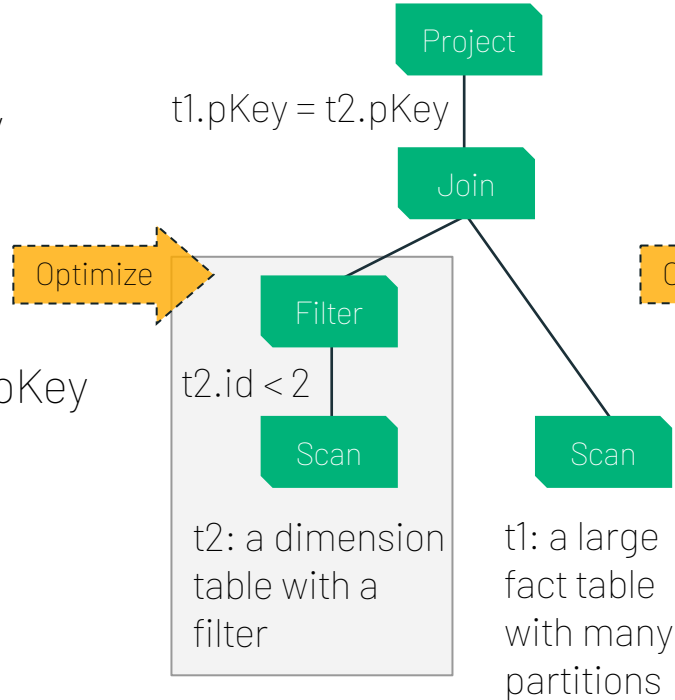 Project
t1.pKey = t2.pKey
Join
Optimize
Filter
t2.id < 2
pKey
Scan
Scan
t2: a dimension
table with a
filter
t1: a large
fact table
with many
partitions